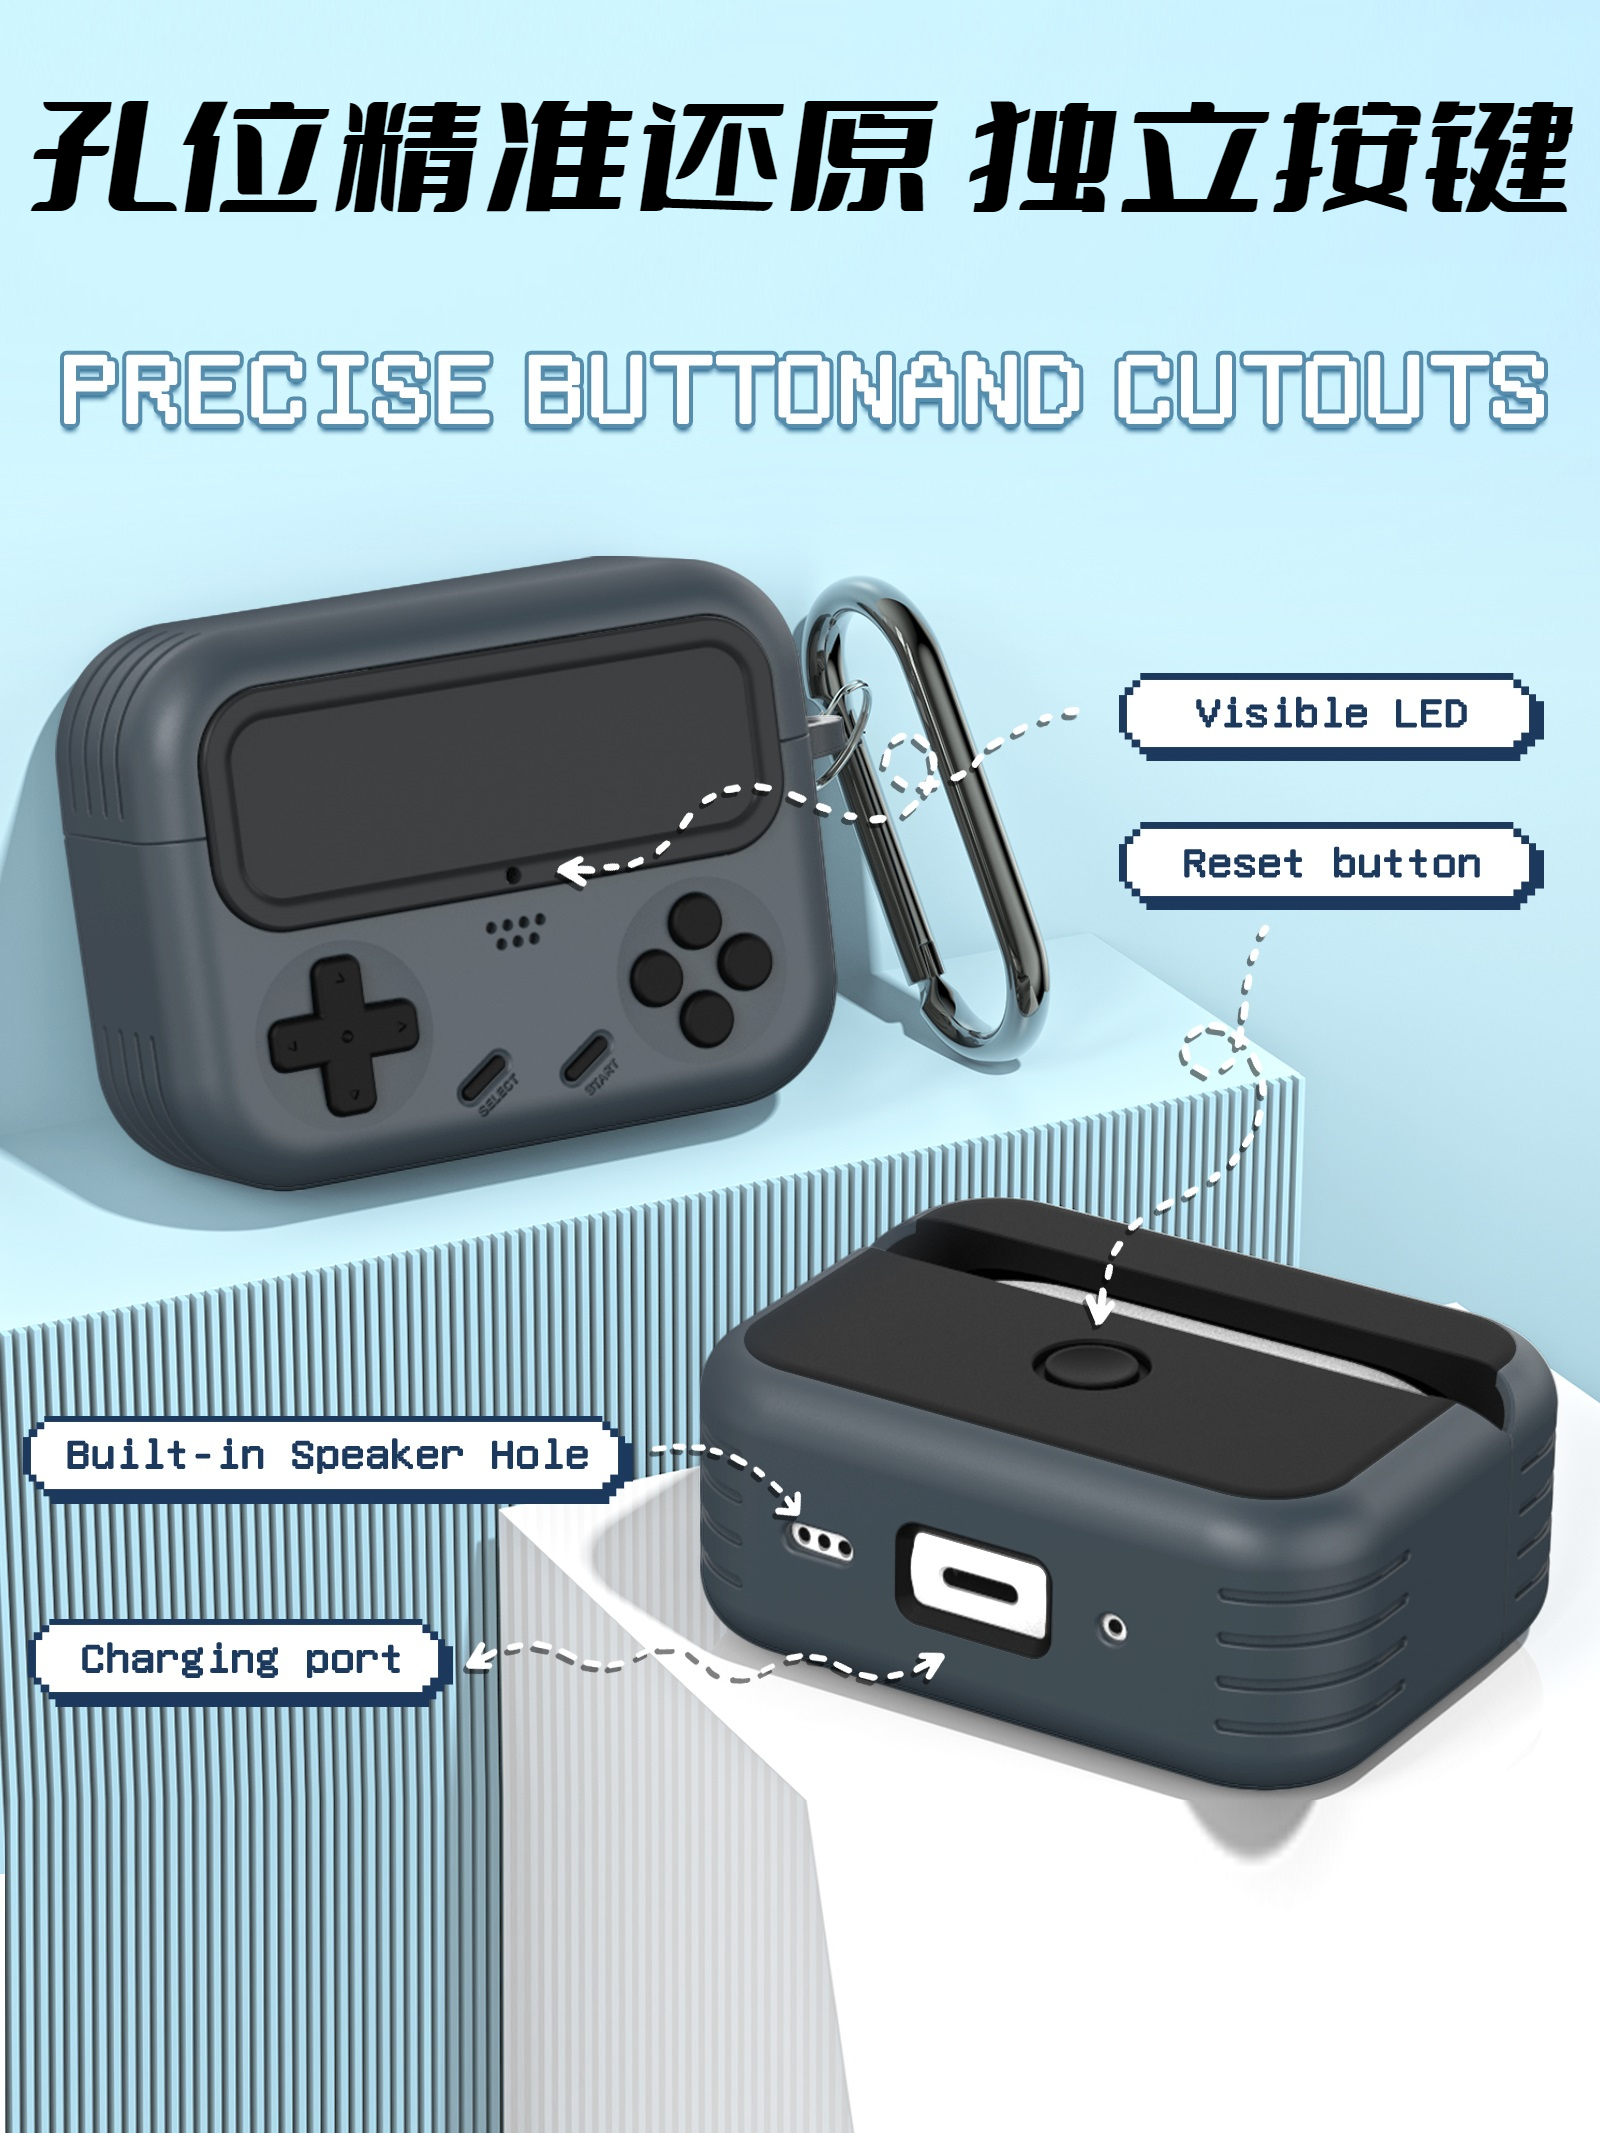 孔位精准还原 独立按键
PRECISE BUTTONAND CUTOUTS
Visible LED
Reset button
SELECT
START
Built-in Speaker Hole
Charging port